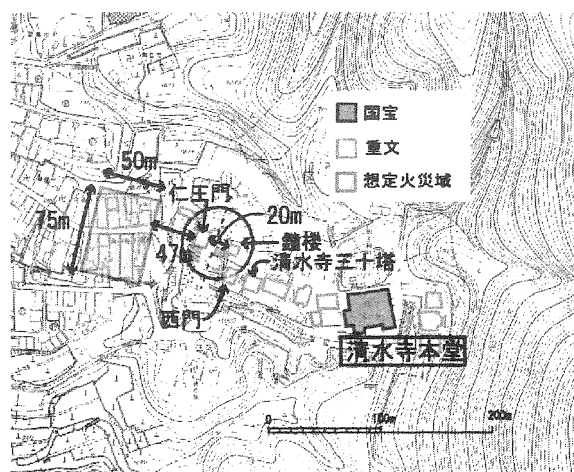 国宝
重文
想定火災域
50m
仁王門
75m
20m
鐘楼
47m
清水寺三十塔
西門
清水寺本堂
0
100m
200m